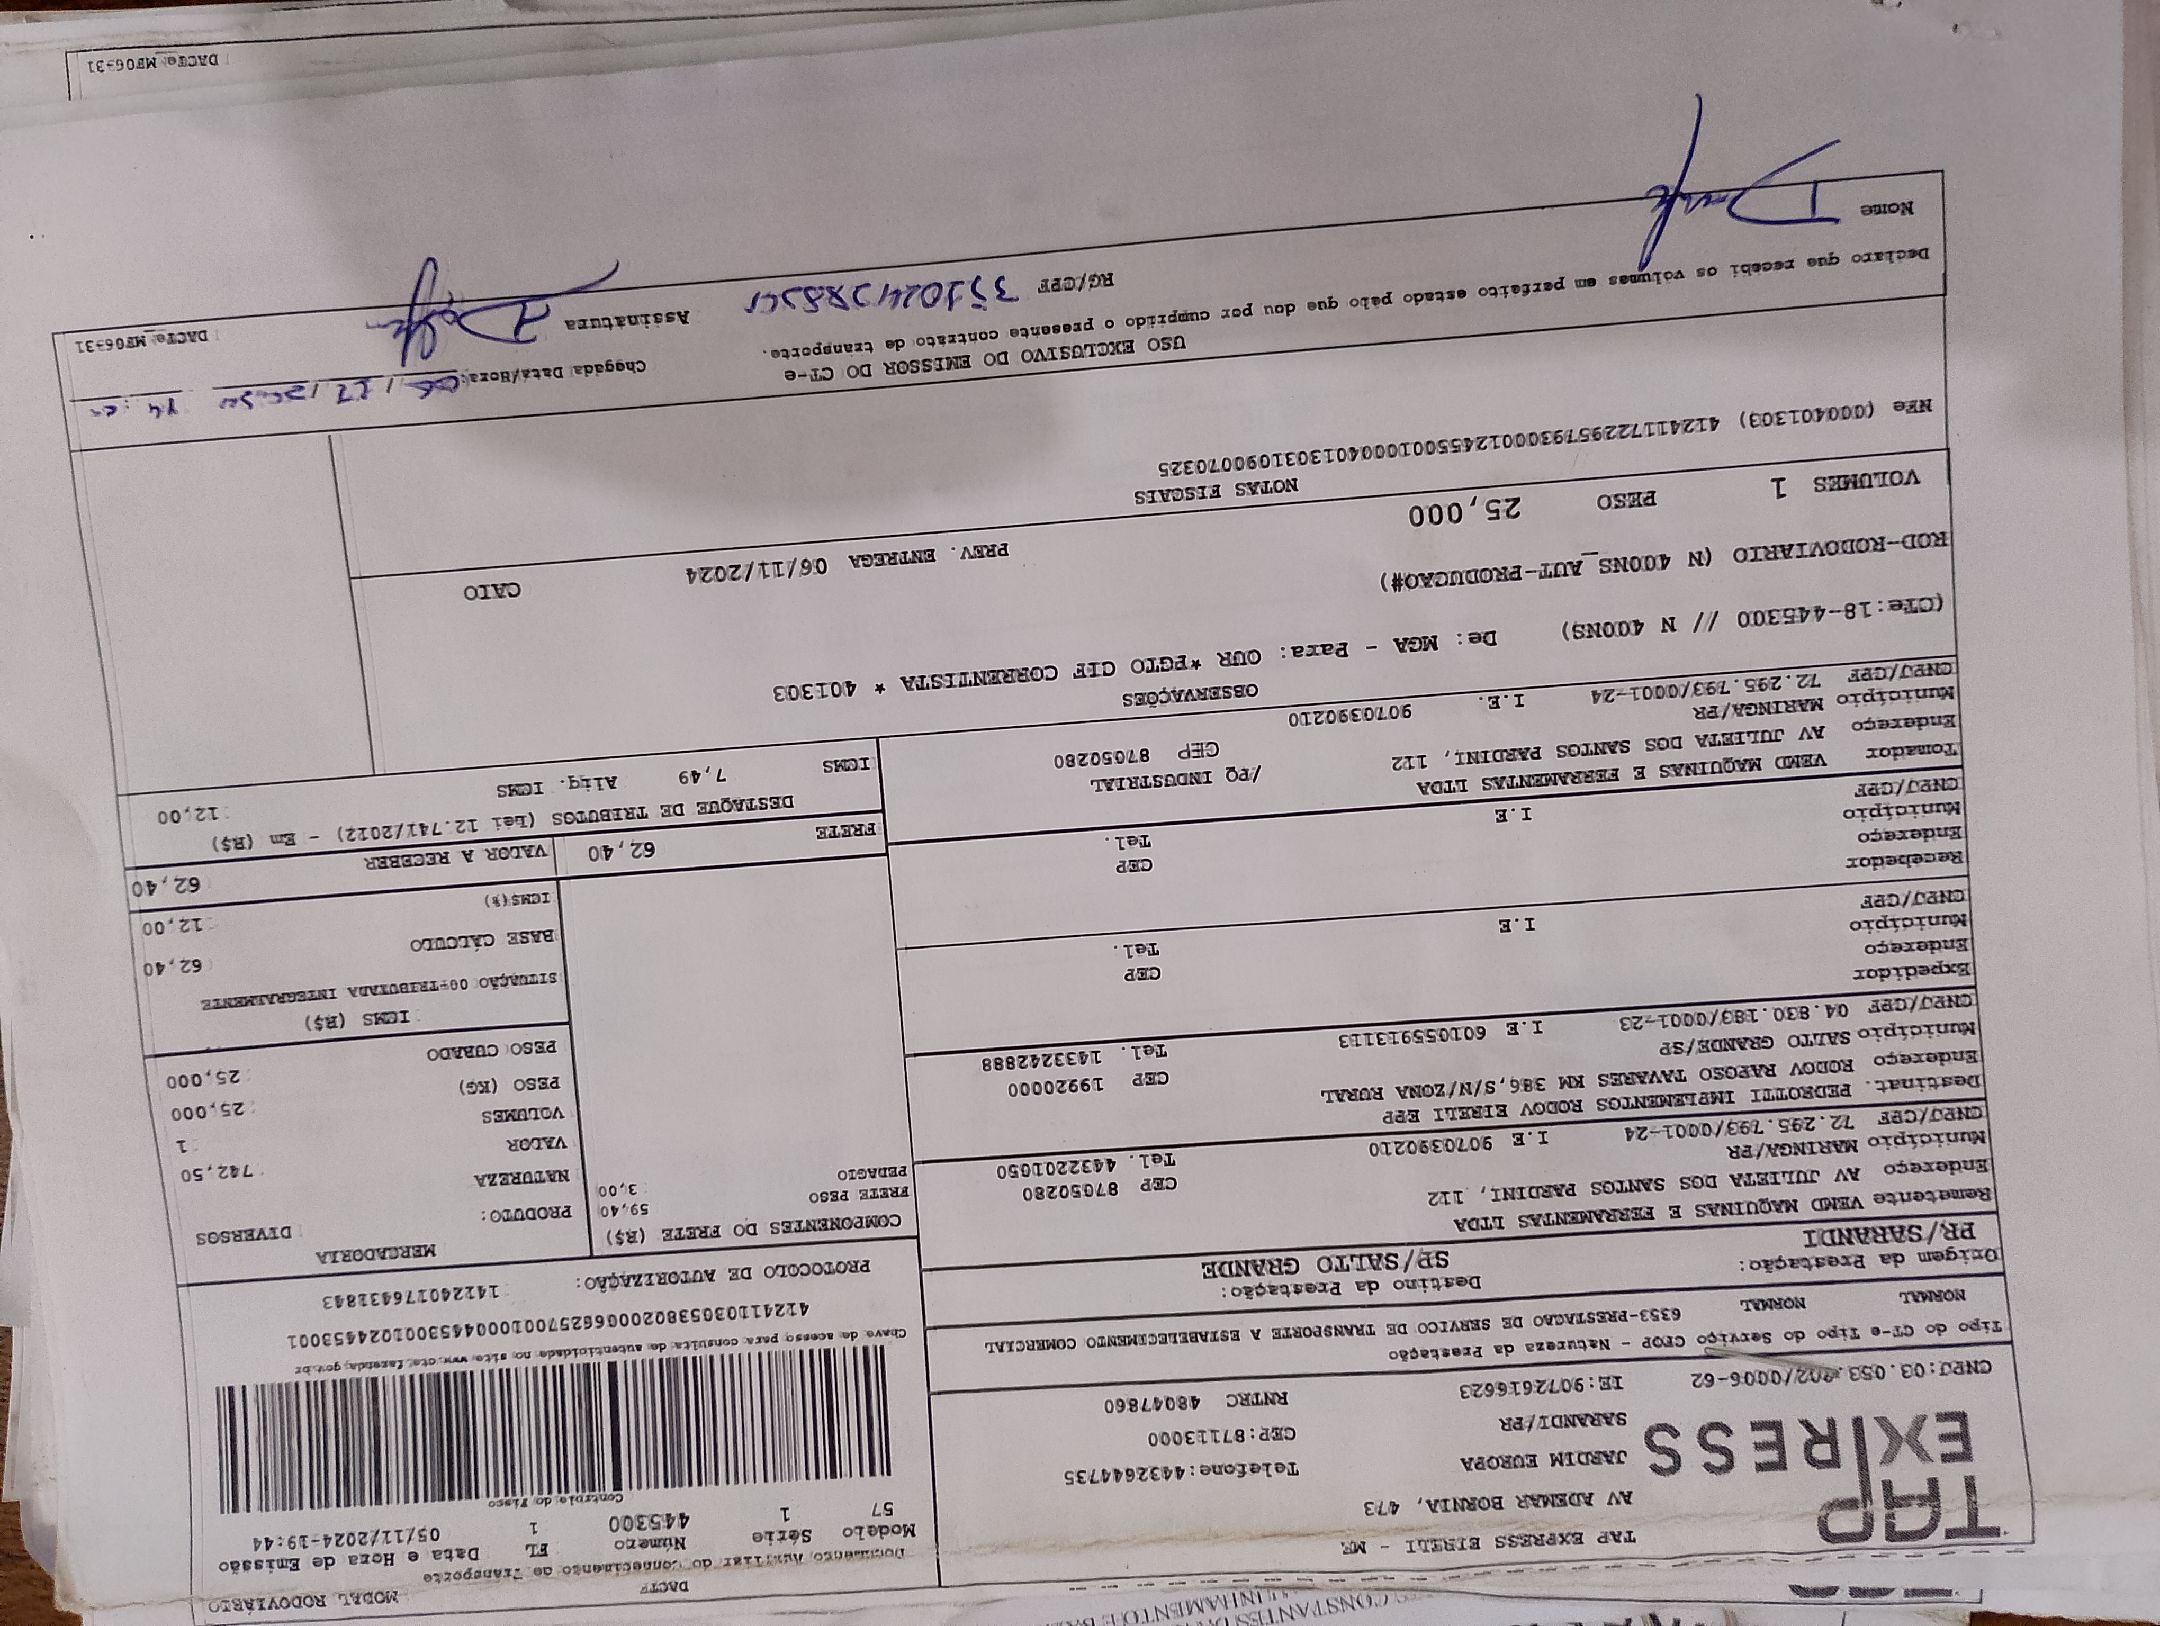 TAP
EXPRESS
TAP EXPRESS EIRELI - MF
AV ADEMAR BORNIA, 473
JARDIM EUROPA Telefone:4432644735
SARANDI/PR CEP:87113000
CNPJ:03.053. /0006-62 IE:9072616623 RNTRC 48047860
DACTE MODAL RODOVIÁRIO
Documento Auxiliar do Conhecimento de Transporte
Modelo Série Número FL Data e Hora de Emissão
57 1 445300 1 05/11/2024-19:44
Controle do Fisco
Chave de acesso para consulta de autenticidade no site www.cte.fazenda.gov.br
PROTOCOLO DE AUTORIZAÇÃO: 1412240176431843
Tipo do CT-e Tipo do Serviço CFOP - Natureza da Prestação
NORMAL NORMAL 6353-PRESTACAO DE SERVICO DE TRANSPORTE A ESTABELECIMENTO COMERCIAL
Origem da Prestação: Destino da Prestação:
PR/SARANDI SP/SALTO GRANDE
Remetente VEMD MAQUINAS E FERRAMENTAS LTDA
Endereço AV JULIETA DOS SANTOS PARDINI, 112 CEP 87050280
Município MARINGA/PR Tel. 4432201650
CNPJ/CPF 72.295.793/0001-24 I.E 9070390210
Destinat. PEDROTTI IMPLEMENTOS RODOV EIRELI EPP
Endereço RODOV RAPOSO TAVARES KM 386,S/N/ZONA RURAL CEP 19920000
Município SALTO GRANDE/SP Tel. 1433242888
CNPJ/CPF 04.830.183/0001-23 I.E 601055913113
Expedidor
Endereço CEP
Município Tel.
CNPJ/CPF I.E
Recebedor
Endereço CEP
Município Tel.
CNPJ/CPF I.E
Tomador VEMD MAQUINAS E FERRAMENTAS LTDA
Endereço AV JULIETA DOS SANTOS PARDINI, 112 /PQ INDUSTRIAL
Município MARINGA/PR CEP 87050280
CNPJ/CPF 72.295.793/0001-24 I.E. 9070390210
COMPONENTES DO FRETE (R$)
FRETE PESO 59,40
PEDAGIO 3,00
FRETE 62,40
MERCADORIA
PRODUTO: DIVERSOS
NATUREZA
VALOR 742,50
VOLUMES 1
PESO (KG) 25,000
PESO CUBADO 25,000
ICMS (R$)
SITUAÇÃO 00-TRIBUTADA INTEGRALMENTE
BASE CÁLCULO 62,40
ICMS(%) 12,00
VALOR A RECEBER 62,40
DESTAQUE DE TRIBUTOS (Lei 12.741/2012) - Em (R$)
ICMS 7,49 Aliq. ICMS 12,00
OBSERVAÇÕES
(CTe:18-445300 // N 400NS) De: MGA - Para: OUR *PGTO CIF CORRENTISTA * 401303
ROD-RODOVIARIO (N 400NS_AUT-PRODUCAO#)
VOLUMES 1 PESO 25,000 PREV. ENTREGA 06/11/2024 CAIO
NOTAS FISCAIS
NFe (000401303) 41241172295793000124550010004013031090070325
USO EXCLUSIVO DO EMISSOR DO CT-e
Declaro que recebi os volumes em perfeito estado pelo que dou por cumprido o presente contrato de transporte.
Chegada Data/Hora:
Nome RG/CPF Assinatura
DACTe_MF06331
DACTe_MF06331